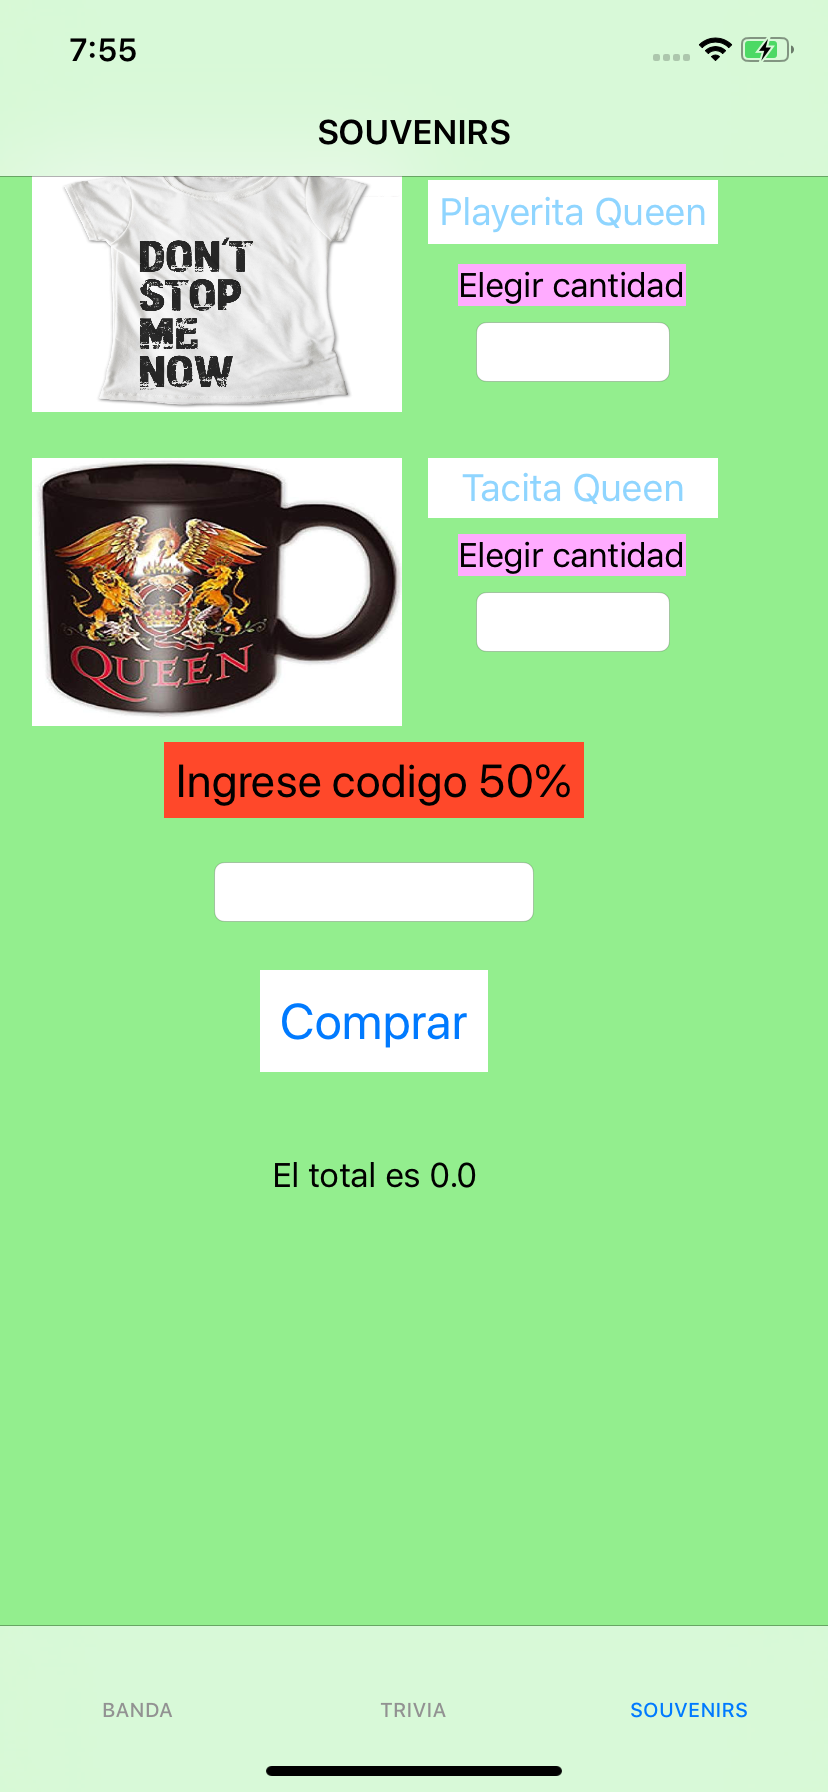 7:55
SOUVENIRS
DON'T
STOP
ME
NOW
Playerita Queen
Elegir cantidad
QUEEN
Tacita Queen
Elegir cantidad
Ingrese codigo 50%
Comprar
El total es 0.0
BANDA
TRIVIA
SOUVENIRS